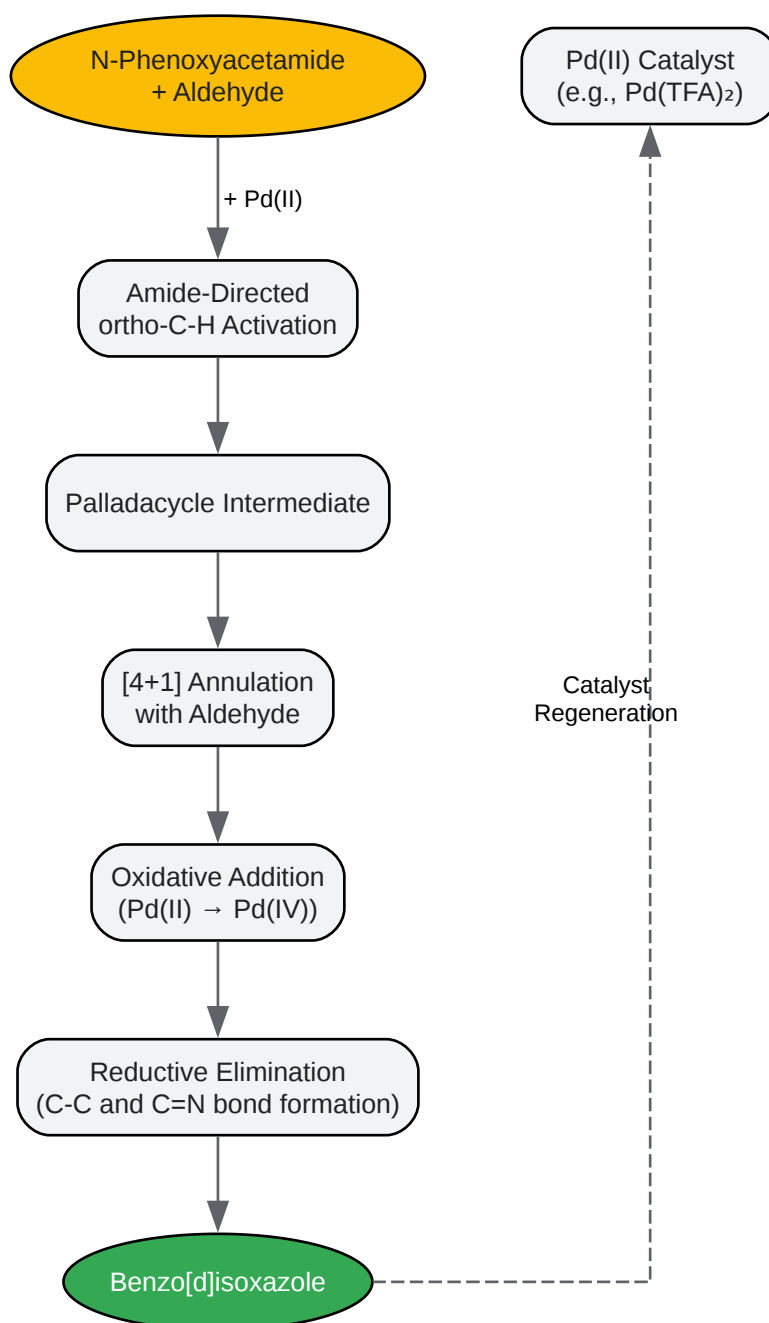 N-Phenoxyacetamide
+ Aldehyde
Pd(II) Catalyst
(e.g., Pd(TFA)₂)
+ Pd(II)
Amide-Directed
ortho-C-H Activation
Palladacycle Intermediate
[4+1] Annulation
with Aldehyde
Catalyst
Regeneration
Oxidative Addition
(Pd(II) → Pd(IV))
Reductive Elimination
(C-C and C=N bond formation)
Benzo[d]isoxazole